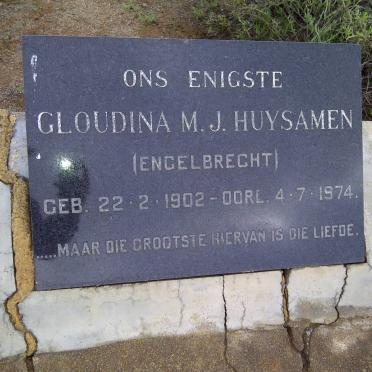 ONS ENIGSTE
GLOUDINA M. J. HUYSAMEN
(ENGELBRECHT)
GEB. 22 · 2 · 1902 - OORL. 4 · 7 · 1974.
.....MAAR DIE GROOTSTE HIERVAN IS DIE LIEFDE.